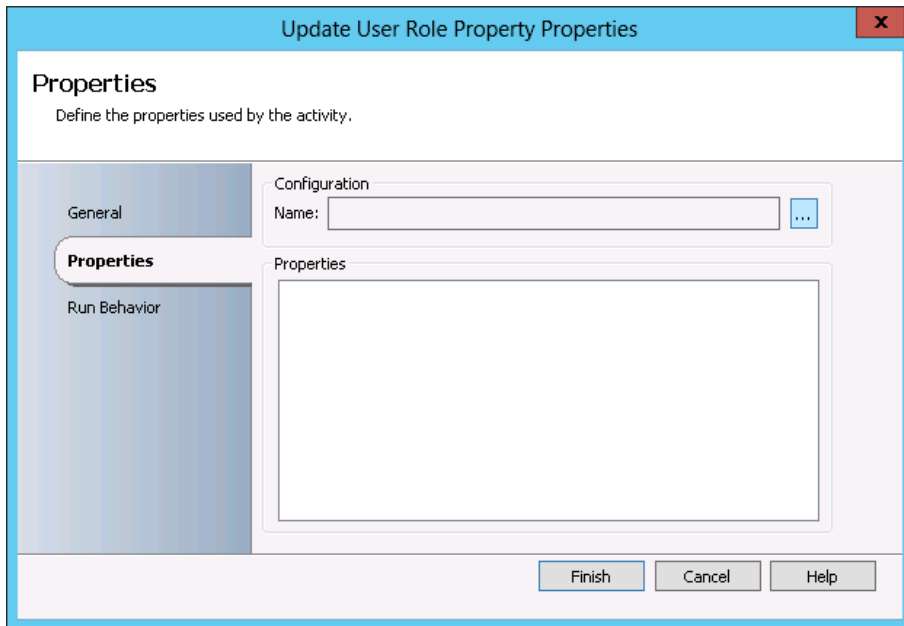 Update User Role Property Properties
x
Properties
Define the properties used by the activity.
General
Properties
Run Behavior
Configuration
Name:
...
Properties
Finish
Cancel
Help